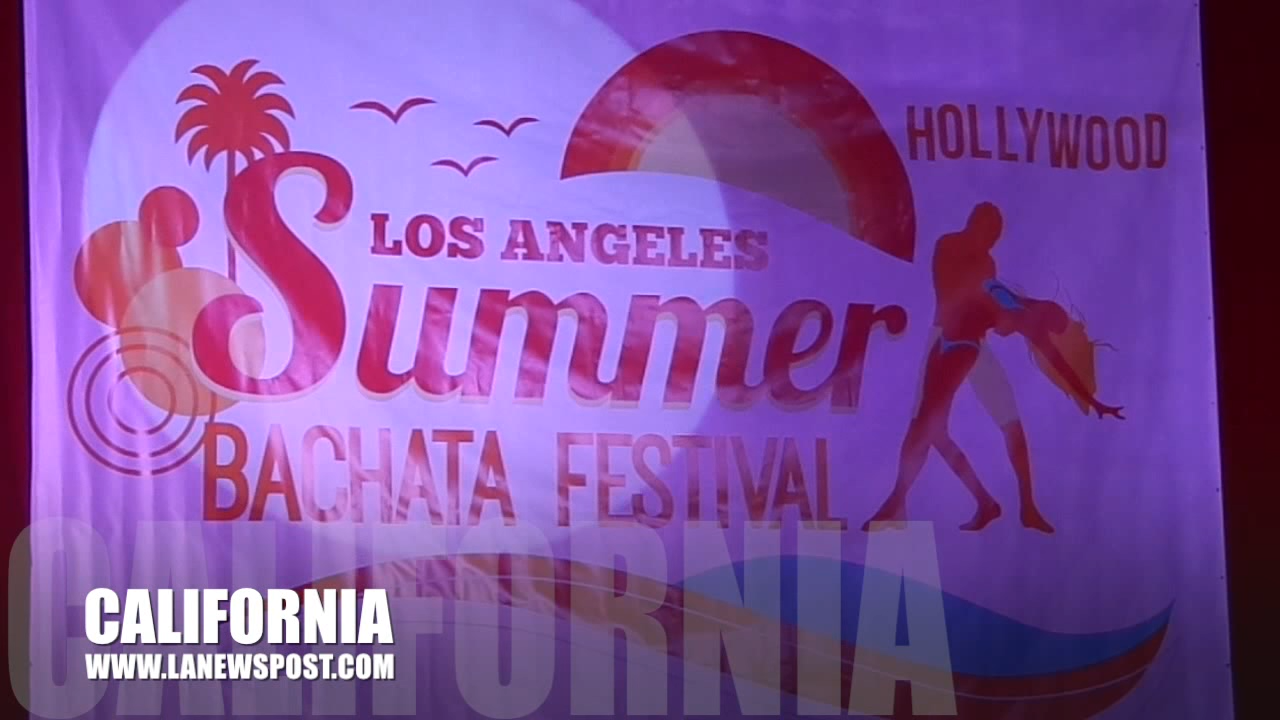 HOLLYWOOD
LOS ANGELES
Summer
BACHATA FESTIVAL
CALIFORNIA
CALIFORNIA
WWW.LANEWSPOST.COM